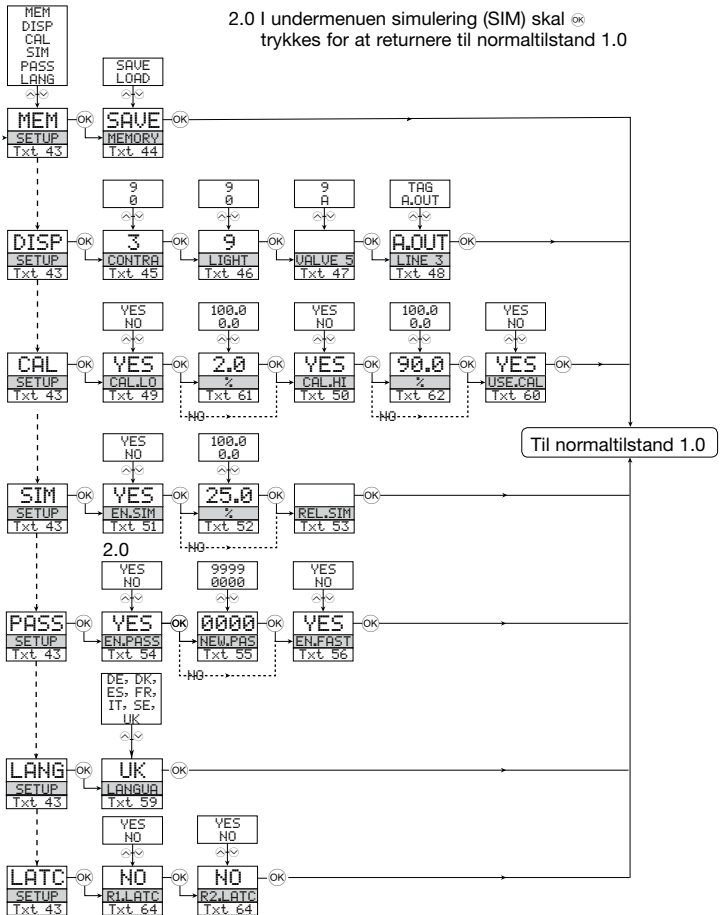 2.0 I undermenuen simulering (SIM) skal OK
trykkes for at returnere til normaltilstand 1.0
MEM
DISP
CAL
SIM
PASS
LANG
SAVE
LOAD
MEM OK SAVE OK
SETUP MEMORY
Txt 43 Txt 44
9 9 9 TAG
0 0 A A.OUT
DISP OK 3 OK 9 OK OK A.OUT OK
SETUP CONTRA LIGHT VALVE 5 LINE 3
Txt 43 Txt 45 Txt 46 Txt 47 Txt 48
YES 100.0 YES 100.0 YES
NO 0.0 NO 0.0 NO
CAL OK YES OK 2.0 OK YES OK 90.0 OK YES OK
SETUP CAL.LO % CAL.HI % USE.CAL
Txt 43 Txt 49 Txt 61 Txt 50 Txt 62 Txt 60
NO NO
Til normaltilstand 1.0
YES 100.0
NO 0.0
SIM OK YES OK 25.0 OK OK
SETUP EN.SIM % REL.SIM
Txt 43 Txt 51 Txt 52 Txt 53
NO
2.0
YES 9999 YES
NO 0000 NO
PASS OK YES OK 0000 OK YES OK
SETUP EN.PASS NEW.PAS EN.FAST
Txt 43 Txt 54 Txt 55 Txt 56
NO
DE, DK,
ES, FR,
IT, SE,
UK
LANG OK UK OK
SETUP LANGUA
Txt 43 Txt 59
YES YES
NO NO
LATC OK NO OK NO OK
SETUP R1.LATC R2.LATC
Txt 43 Txt 64 Txt 64